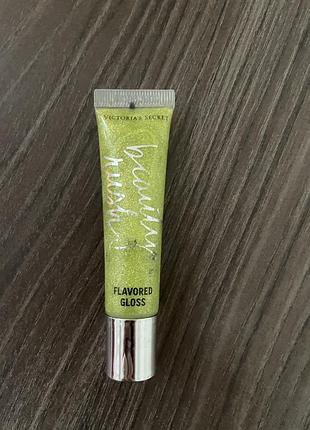 VICTORIA'S SECRET
beauty
rush
FLAVORED
GLOSS